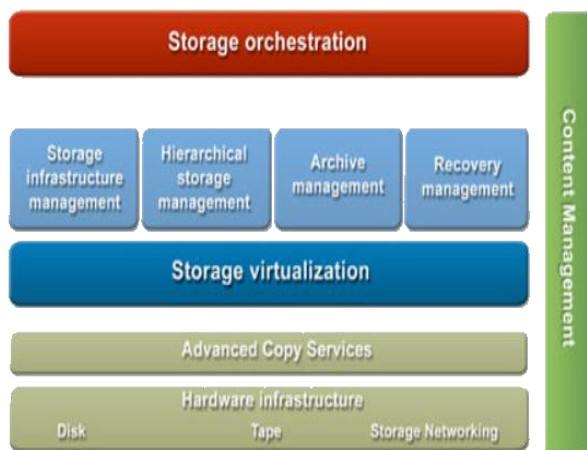 Storage orchestration
Storage
infrastructure
management
Hierarchical
storage
management
Archive
management
Recovery
management
Storage virtualization
Advanced Copy Services
Hardware infrastructure
Disk Tape Storage Networking
Content Management